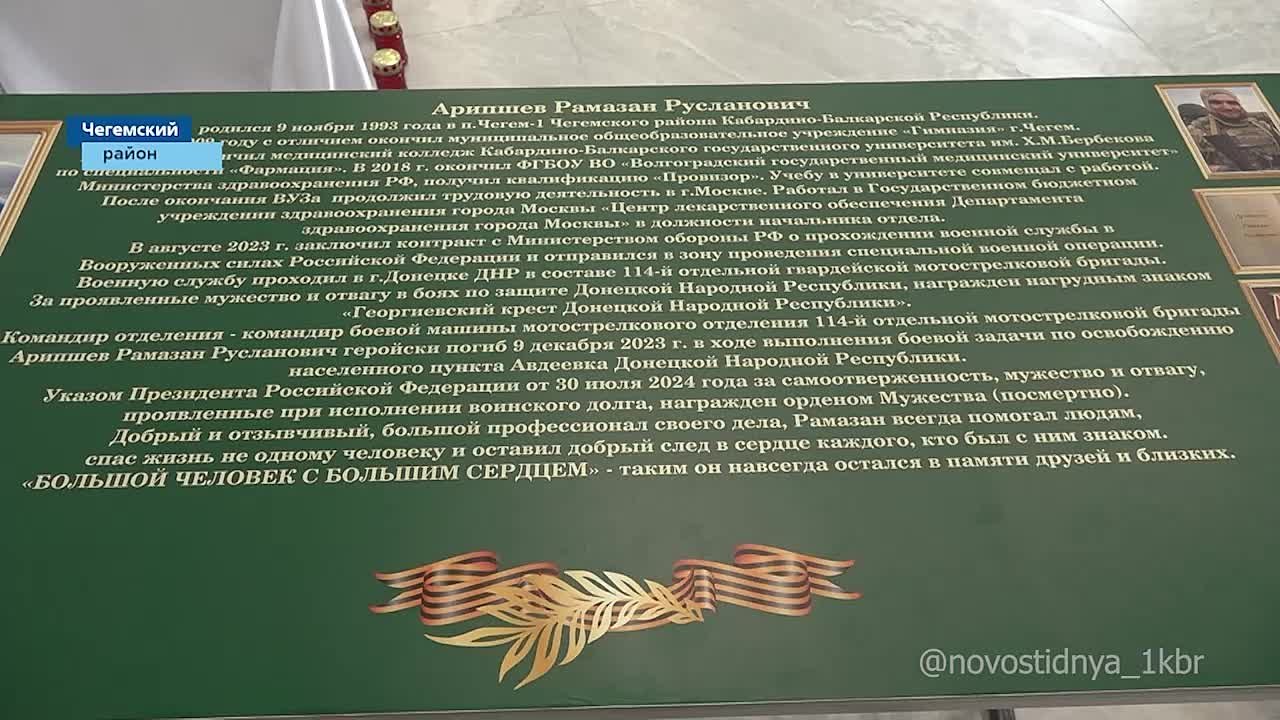 Арипшев Рамазан Русланович
Чегемский
район
родился 9 ноября 1993 года в п.Чегем-1 Чегемского района Кабардино-Балкарской Республики.
году с отличием окончил муниципальное общеобразовательное учреждение «Гимназия» г.Чегем.
медицинский колледж Кабардино-Балкарского государственного университета им. Х.М.Бербекова
по специальности «Фармация». В 2018 г. окончил ФГБОУ ВО «Волгоградский государственный медицинский университет»
Министерства здравоохранения РФ, получил квалификацию «Провизор». Учебу в университете совмещал с работой.
После окончания ВУЗа продолжил трудовую деятельность в г.Москве. Работал в Государственном бюджетном
учреждении здравоохранения города Москвы «Центр лекарственного обеспечения Департамента
здравоохранения города Москвы» в должности начальника отдела.
В августе 2023 г. заключил контракт с Министерством обороны РФ о прохождении военной службы в
Вооруженных силах Российской Федерации и отправился в зону проведения специальной военной операции.
Военную службу проходил в г.Донецке ДНР в составе 114-й отдельной гвардейской мотострелковой бригады.
За проявленные мужество и отвагу в боях по защите Донецкой Народной Республики, награжден нагрудным знаком
«Георгиевский крест Донецкой Народной Республики».
Командир отделения - командир боевой машины мотострелкового отделения 114-й отдельной мотострелковой бригады
Арипшев Рамазан Русланович геройски погиб 9 декабря 2023 г. в ходе выполнения боевой задачи по освобождению
населенного пункта Авдеевка Донецкой Народной Республики.
Указом Президента Российской Федерации от 30 июля 2024 года за самоотверженность, мужество и отвагу,
проявленные при исполнении воинского долга, награжден орденом Мужества (посмертно).
Добрый и отзывчивый, большой профессионал своего дела, Рамазан всегда помогал людям,
спас жизнь не одному человеку и оставил добрый след в сердце каждого, кто был с ним знаком.
«БОЛЬШОЙ ЧЕЛОВЕК С БОЛЬШИМ СЕРДЦЕМ» - таким он навсегда остался в памяти друзей и близких.
@novostidnya_1kbr